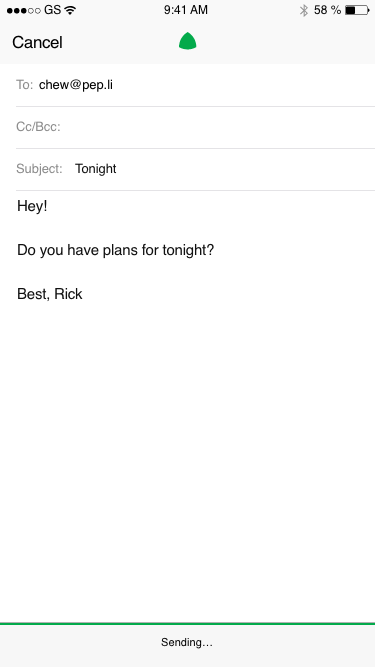 GS 9:41 AM 58 %
Cancel
To: chew@pep.li
Cc/Bcc:
Subject: Tonight
Hey!
Do you have plans for tonight?
Best, Rick
Sending...